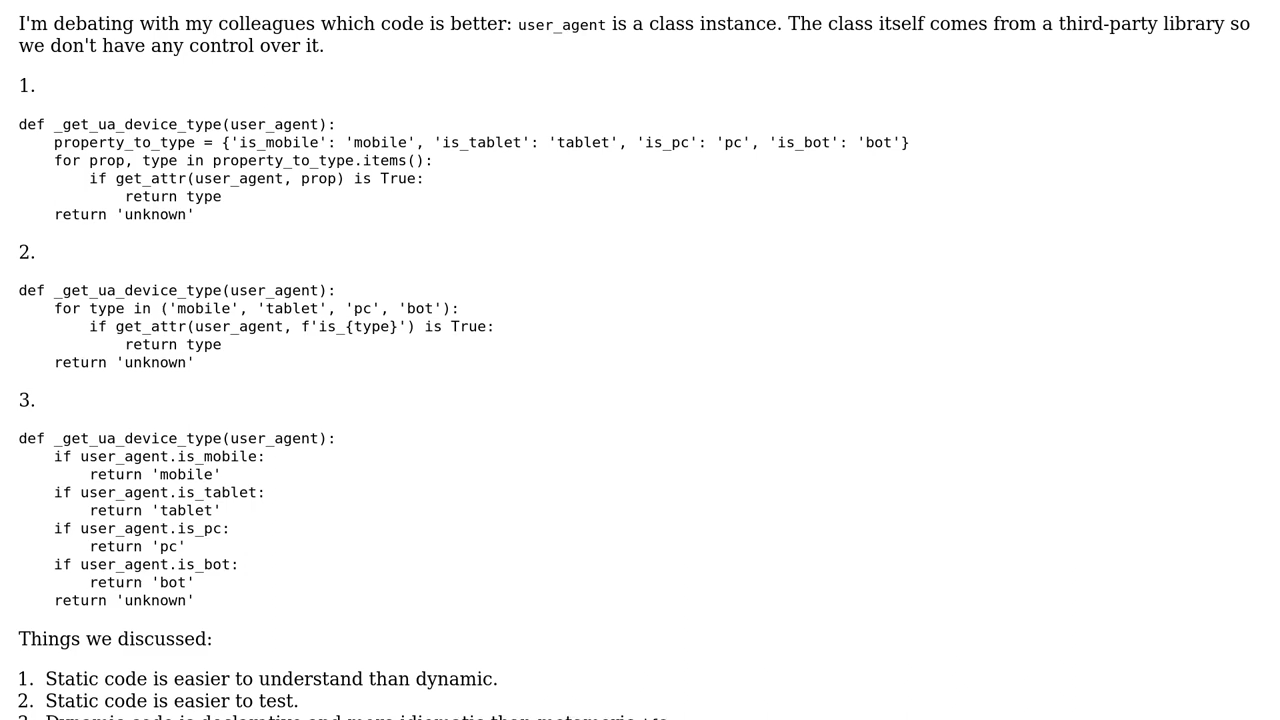 I'm debating with my colleagues which code is better: user_agent is a class instance. The class itself comes from a third-party library so
we don't have any control over it.
1.
def _get_ua_device_type(user_agent):
    property_to_type = {'is_mobile': 'mobile', 'is_tablet': 'tablet', 'is_pc': 'pc', 'is_bot': 'bot'}
    for prop, type in property_to_type.items():
        if get_attr(user_agent, prop) is True:
            return type
    return 'unknown'
2.
def _get_ua_device_type(user_agent):
    for type in ('mobile', 'tablet', 'pc', 'bot'):
        if get_attr(user_agent, f'is_{type}') is True:
            return type
    return 'unknown'
3.
def _get_ua_device_type(user_agent):
    if user_agent.is_mobile:
        return 'mobile'
    if user_agent.is_tablet:
        return 'tablet'
    if user_agent.is_pc:
        return 'pc'
    if user_agent.is_bot:
        return 'bot'
    return 'unknown'
Things we discussed:
1. Static code is easier to understand than dynamic.
2. Static code is easier to test.